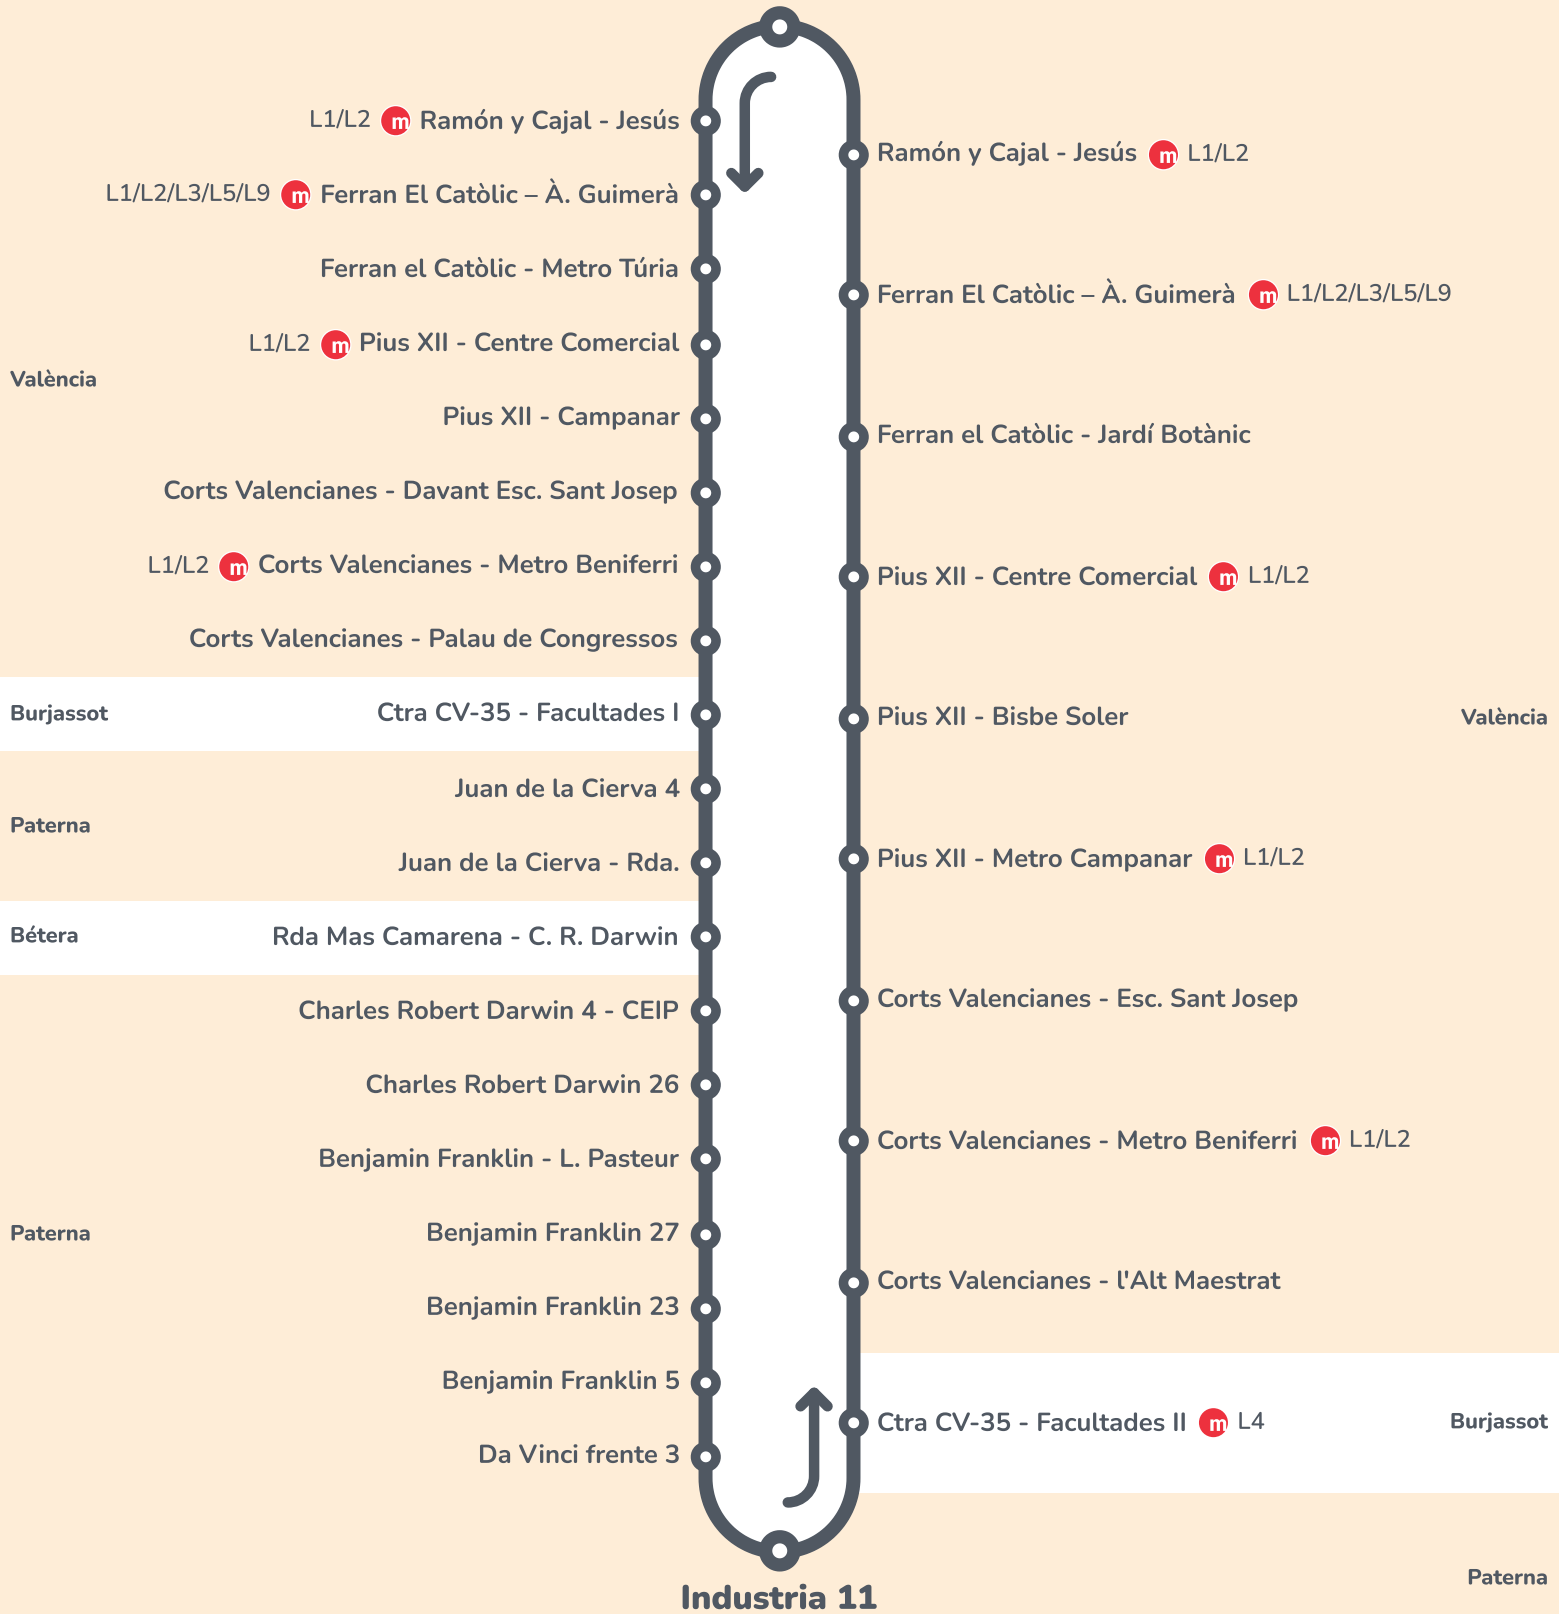 L1/L2 m Ramón y Cajal - Jesús
L1/L2/L3/L5/L9 m Ferran El Catòlic – À. Guimerà
Ferran el Catòlic - Metro Túria
L1/L2 m Pius XII - Centre Comercial
València
Pius XII - Campanar
Corts Valencianes - Davant Esc. Sant Josep
L1/L2 m Corts Valencianes - Metro Beniferri
Corts Valencianes - Palau de Congressos
Burjassot
Ctra CV-35 - Facultades I
Juan de la Cierva 4
Paterna
Juan de la Cierva - Rda.
Bétera
Rda Mas Camarena - C. R. Darwin
Charles Robert Darwin 4 - CEIP
Charles Robert Darwin 26
Benjamin Franklin - L. Pasteur
Paterna
Benjamin Franklin 27
Benjamin Franklin 23
Benjamin Franklin 5
Da Vinci frente 3
Ramón y Cajal - Jesús m L1/L2
Ferran El Catòlic – À. Guimerà m L1/L2/L3/L5/L9
Ferran el Catòlic - Jardí Botànic
Pius XII - Centre Comercial m L1/L2
Pius XII - Bisbe Soler
València
Pius XII - Metro Campanar m L1/L2
Corts Valencianes - Esc. Sant Josep
Corts Valencianes - Metro Beniferri m L1/L2
Corts Valencianes - l'Alt Maestrat
Ctra CV-35 - Facultades II m L4
Burjassot
Paterna
Industria 11